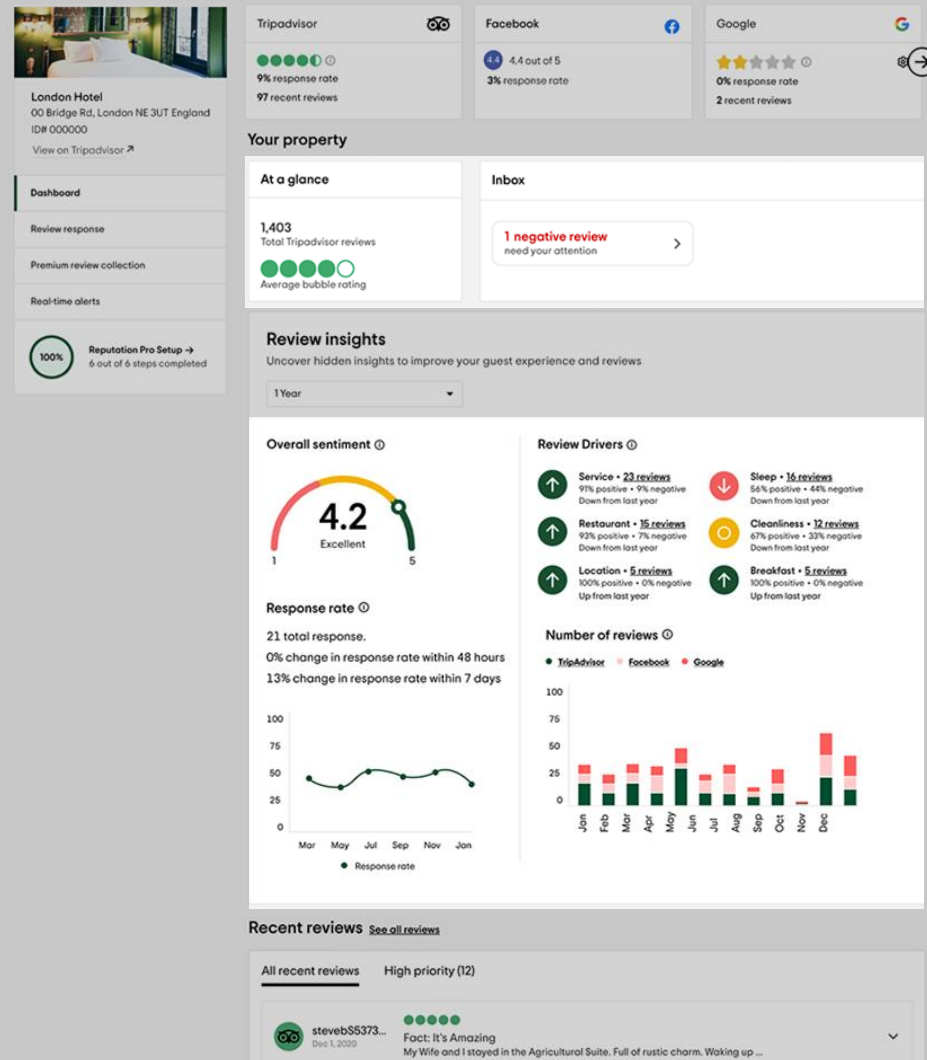 London Hotel
00 Bridge Rd, London NE 3UT England
ID# 000000
View on Tripadvisor ↗
Dashboard
Review response
Premium review collection
Real-time alerts
100%
Reputation Pro Setup →
6 out of 6 steps completed
Tripadvisor
9% response rate
97 recent reviews
Facebook
4.4 4.4 out of 5
3% response rate
Google
0% response rate
2 recent reviews
Your property
At a glance
1,403
Total Tripadvisor reviews
Average bubble rating
Inbox
1 negative review
need your attention
Review insights
Uncover hidden insights to improve your guest experience and reviews
1 Year
Overall sentiment
4.2
Excellent
1 5
Response rate
21 total response.
0% change in response rate within 48 hours
13% change in response rate within 7 days
100
75
50
25
0
Mar May Jul Sep Nov Jan
Response rate
Review Drivers
Service • 23 reviews
91% positive • 9% negative
Down from last year
Sleep • 16 reviews
56% positive • 44% negative
Down from last year
Restaurant • 15 reviews
93% positive • 7% negative
Down from last year
Cleanliness • 12 reviews
67% positive • 33% negative
Down from last year
Location • 5 reviews
100% positive • 0% negative
Up from last year
Breakfast • 5 reviews
100% positive • 0% negative
Up from last year
Number of reviews
TripAdvisor Facebook Google
100
75
50
25
0
Jan Feb Mar Apr May Jun Jul Aug Sep Oct Nov Dec
Recent reviews See all reviews
All recent reviews High priority (12)
stevebS5373...
Dec 1, 2020
Fact: It's Amazing
My Wife and I stayed in the Agricultural Suite. Full of rustic charm. Waking up ...